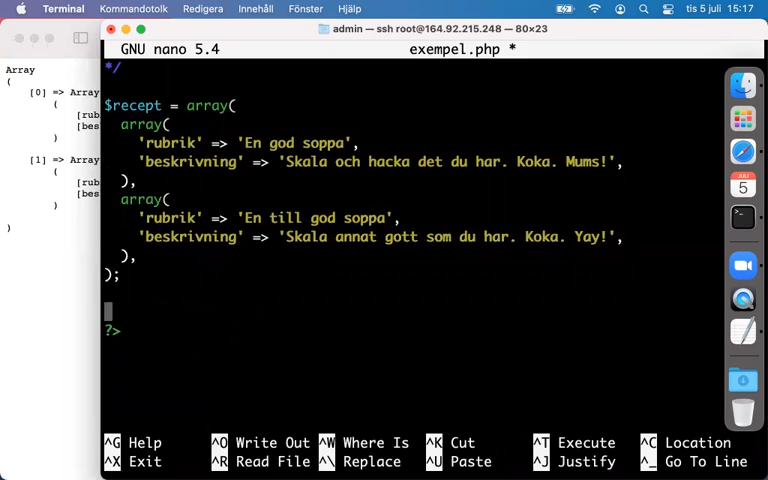 Terminal Kommandotolk Redigera Innehåll Fönster Hjälp tis 5 juli 15:17
admin — ssh root@164.92.215.248 — 80×23
GNU nano 5.4 exempel.php *
*/
$recept = array(
array(
'rubrik' => 'En god soppa',
'beskrivning' => 'Skala och hacka det du har. Koka. Mums!',
),
array(
'rubrik' => 'En till god soppa',
'beskrivning' => 'Skala annat gott som du har. Koka. Yay!',
),
);
?>
^G Help ^O Write Out ^W Where Is ^K Cut ^T Execute ^C Location
^X Exit ^R Read File ^\ Replace ^U Paste ^J Justify ^_ Go To Line
Array
(
[0] => Array
(
[rub
[bes
)
[1] => Array
(
[rub
[bes
)
)
JULI
5